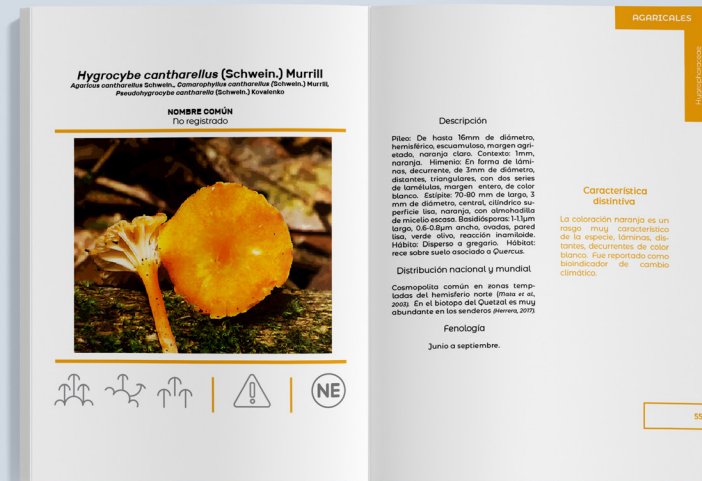 Hygrocybe cantharellus (Schwein.) Murrill
Agaricus cantharellus Schwein., Camarophyllus cantharellus (Schwein.) Murrill,
Pseudohygrocybe cantharella (Schwein.) Kovalenko
NOMBRE COMÚN
No registrado
NE
Descripción
Píleo: De hasta 16mm de diámetro,
hemisférico, escuamuloso, margen agri-
etado, naranja claro. Contexto: 1mm,
naranja. Himenio: En forma de lámi-
nas, decurrente, de 3mm de diámetro,
distantes, triangulares, con dos series
de lamélulas, margen entero, de color
blanco. Estípite: 70-80 mm de largo, 3
mm de diámetro, central, cilíndrico su-
perficie lisa, naranja, con almohadilla
de micelio escasa. Basidiósporas: 1-1.1µm
largo, 0.6-0.8µm ancho, ovadas, pared
lisa, verde olivo, reacción inamiloide.
Hábito: Disperso a gregario. Hábitat:
rece sobre suelo asociado a Quercus.
Distribución nacional y mundial
Cosmopolita común en zonas temp-
ladas del hemisferio norte (Mata et al.,
2003). En el biotopo del Quetzal es muy
abundante en los senderos (Herrera, 2017).
Fenología
Junio a septiembre.
AGARICALES
Hygrophoraceae
Característica
distintiva
La coloración naranja es un
rasgo muy característico
de la especie, láminas, dis-
tantes, decurrentes de color
blanco. Fue reportado como
bioindicador de cambio
climático.
55